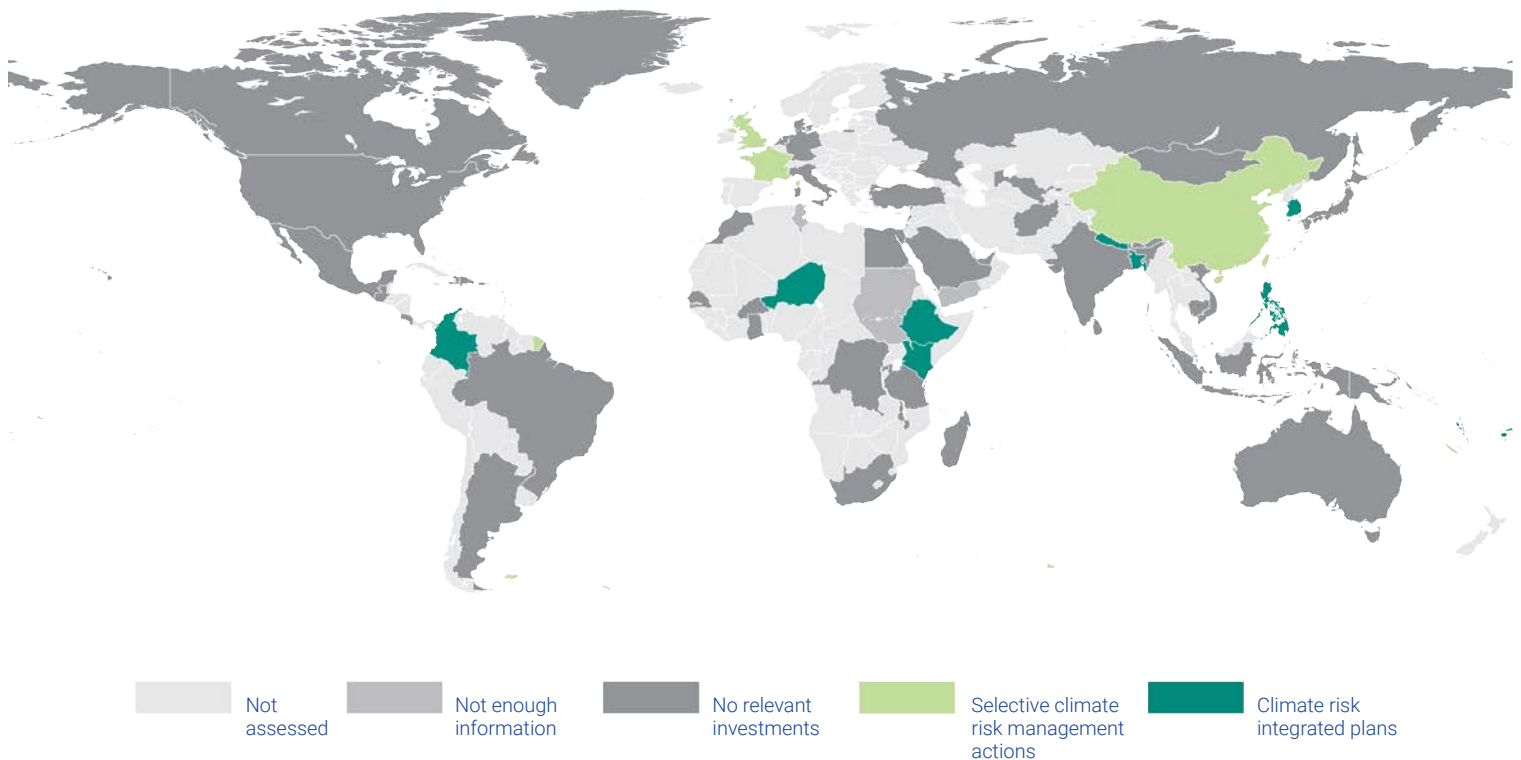 Not
assessed
Not enough
information
No relevant
investments
Selective climate
risk management
actions
Climate risk
integrated plans